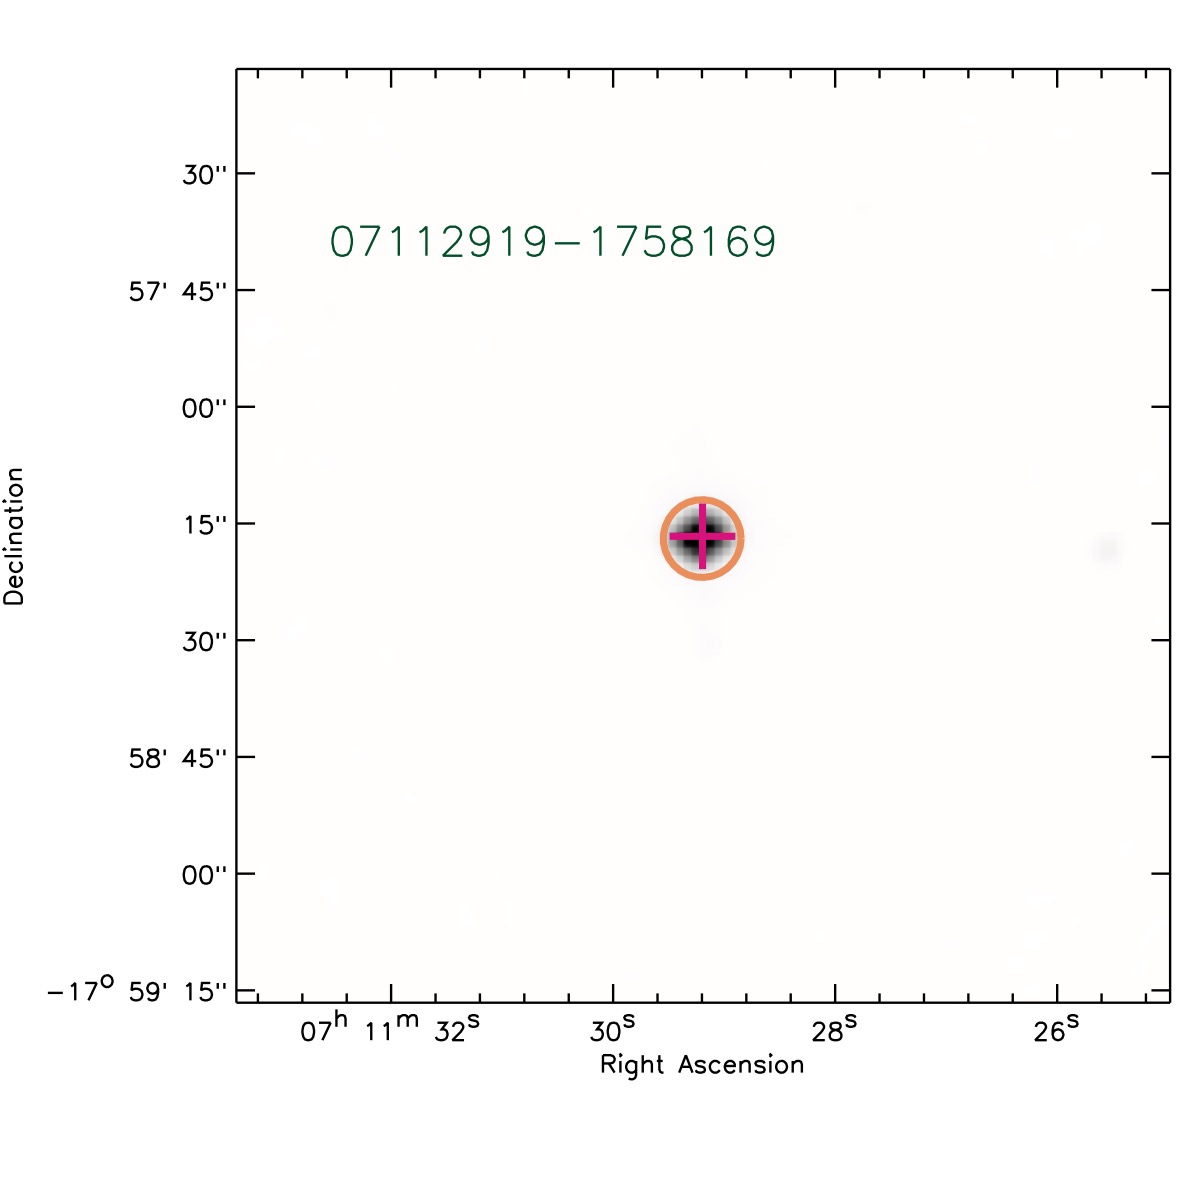 07112919-1758169
30"
57' 45"
00"
15"
30"
58' 45"
00"
-17° 59' 15"
07ʰ 11ᵐ 32ˢ 30ˢ 28ˢ 26ˢ
Right Ascension
Declination